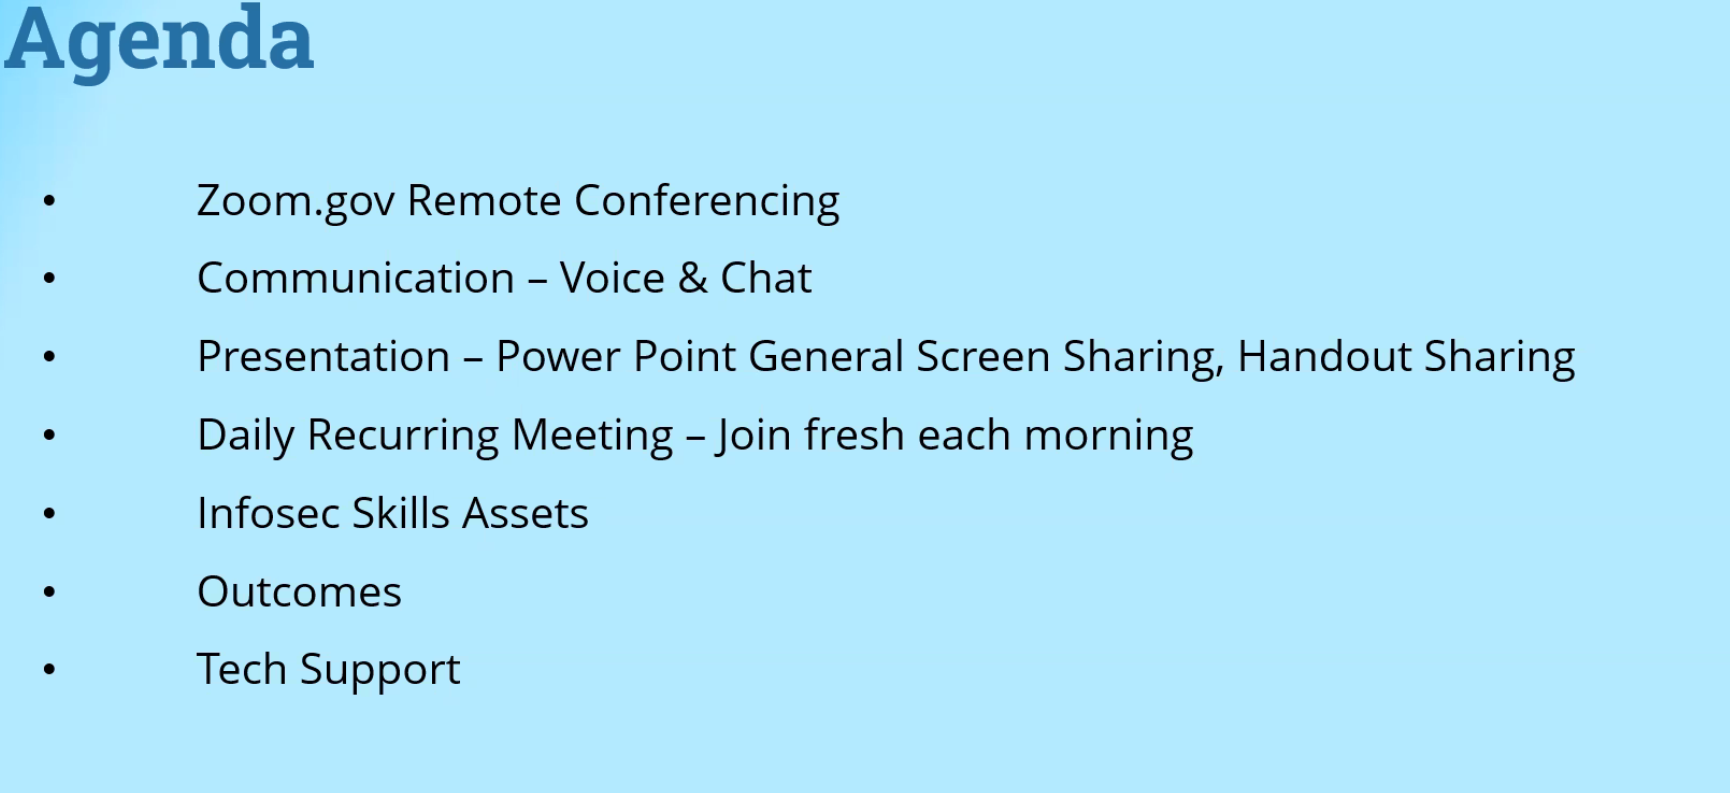 Agenda
• Zoom.gov Remote Conferencing
• Communication – Voice & Chat
• Presentation – Power Point General Screen Sharing, Handout Sharing
• Daily Recurring Meeting – Join fresh each morning
• Infosec Skills Assets
• Outcomes
• Tech Support